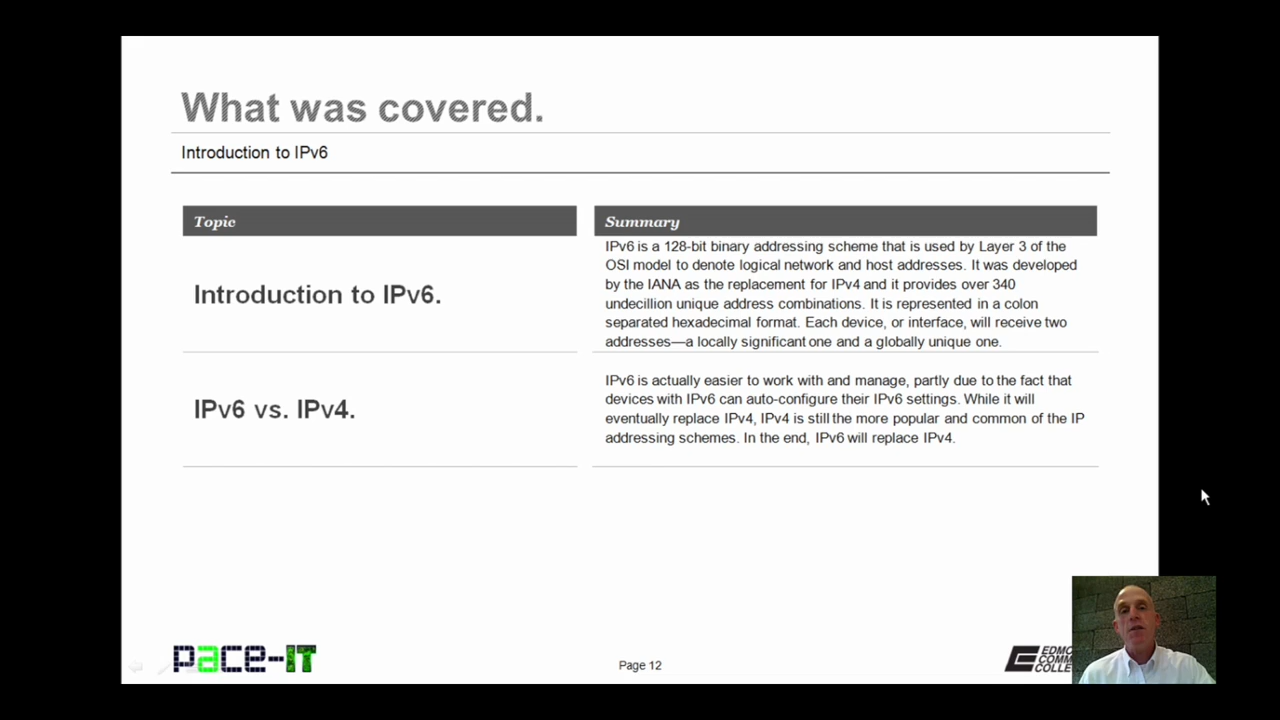 What was covered.
Introduction to IPv6
Topic
Summary
Introduction to IPv6.
IPv6 is a 128-bit binary addressing scheme that is used by Layer 3 of the
OSI model to denote logical network and host addresses. It was developed
by the IANA as the replacement for IPv4 and it provides over 340
undecillion unique address combinations. It is represented in a colon
separated hexadecimal format. Each device, or interface, will receive two
addresses—a locally significant one and a globally unique one.
IPv6 vs. IPv4.
IPv6 is actually easier to work with and manage, partly due to the fact that
devices with IPv6 can auto-configure their IPv6 settings. While it will
eventually replace IPv4, IPv4 is still the more popular and common of the IP
addressing schemes. In the end, IPv6 will replace IPv4.
pace-IT
Page 12